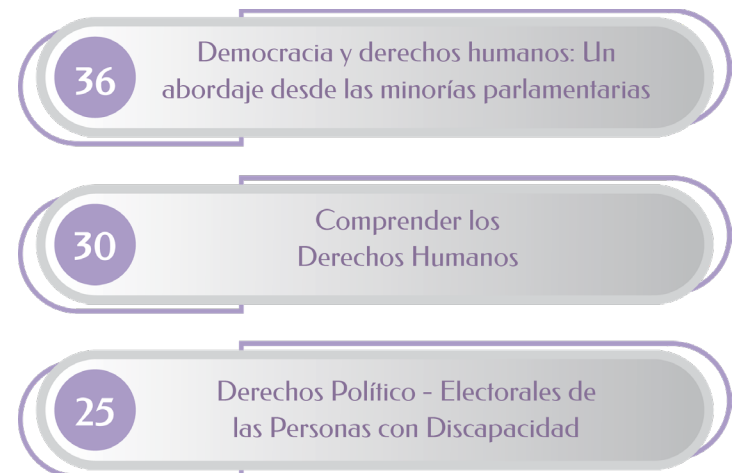 36
Democracia y derechos humanos: Un
abordaje desde las minorías parlamentarias
30
Comprender los
Derechos Humanos
25
Derechos Político - Electorales de
las Personas con Discapacidad